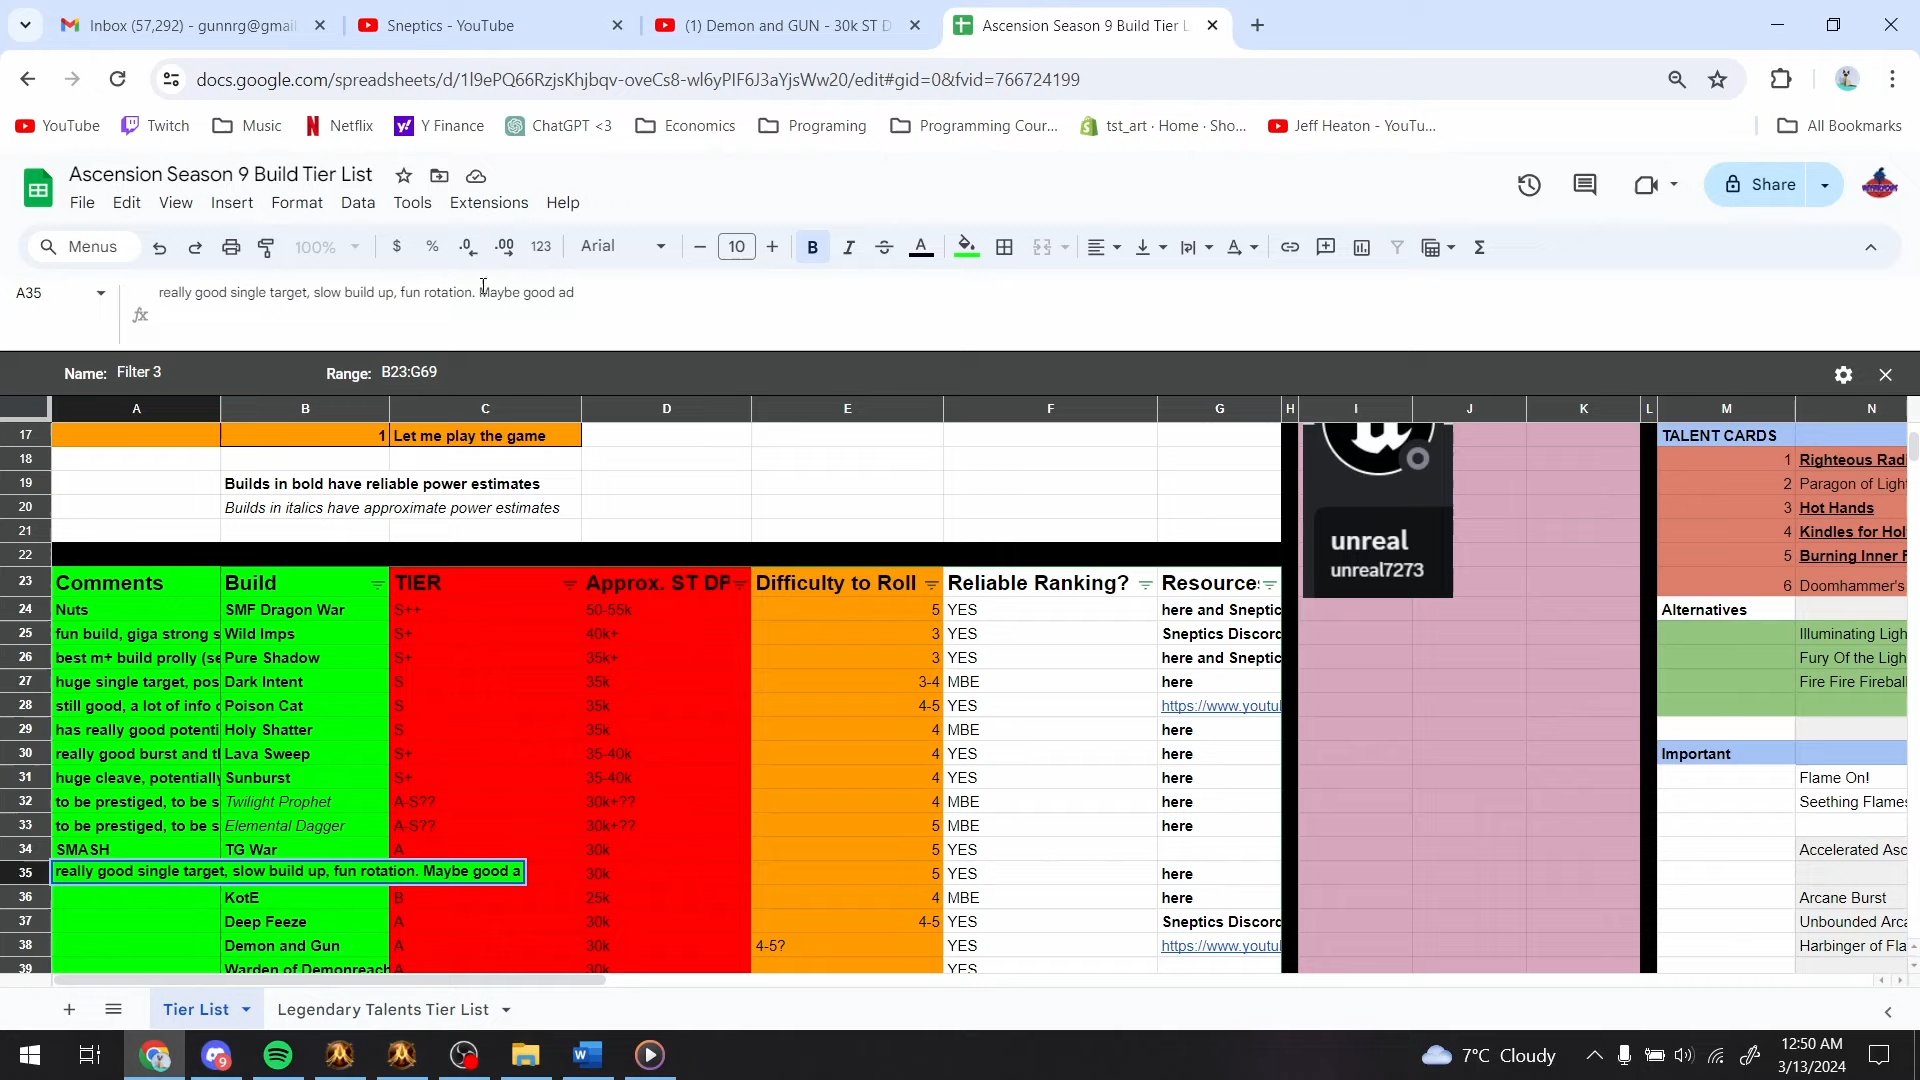 Inbox (57,292) - gunnrg@gmai
Sneptics - YouTube
(1) Demon and GUN - 30k ST D
Ascension Season 9 Build Tier L
docs.google.com/spreadsheets/d/1l9ePQ66RzjsKhjbqv-oveCs8-wl6yPIF6J3aYjsWw20/edit#gid=0&fvid=766724199
YouTube Twitch Music Netflix Y Finance ChatGPT <3 Economics Programing Programming Cour... tst_art · Home · Sho... Jeff Heaton - YouTu... All Bookmarks
Ascension Season 9 Build Tier List
File Edit View Insert Format Data Tools Extensions Help
Share
Menus 100% $ % .0 .00 123 Arial 10 B I S A
A35 really good single target, slow build up, fun rotation. Maybe good ad
fx
Name: Filter 3 Range: B23:G69
A B C D E F G H I J K L M N
17 1 Let me play the game TALENT CARDS
18 1 Righteous Radi
19 Builds in bold have reliable power estimates 2 Paragon of Ligh
20 Builds in italics have approximate power estimates 3 Hot Hands
21 4 Kindles for Hol
22 5 Burning Inner F
unreal
unreal7273
23 Comments Build TIER Approx. ST DP Difficulty to Roll Reliable Ranking? Resource: 6 Doomhammer's
24 Nuts SMF Dragon War S++ 50-55k 5 YES here and Sneptic Alternatives
25 fun build, giga strong s Wild Imps S+ 40k+ 3 YES Sneptics Discord Illuminating Ligh
26 best m+ build prolly (se Pure Shadow S+ 35k+ 3 YES here and Sneptic Fury Of the Ligh
27 huge single target, pos Dark Intent S 35k 3-4 MBE here Fire Fire Fireball
28 still good, a lot of info c Poison Cat S 35k 4-5 YES https://www.youtul
29 has really good potenti Holy Shatter S 35k 4 MBE here
30 really good burst and tl Lava Sweep S+ 35-40k 4 YES here Important
31 huge cleave, potentially Sunburst S+ 35-40k 4 YES here Flame On!
32 to be prestiged, to be s Twilight Prophet A-S?? 30k+?? 4 MBE here Seething Flames
33 to be prestiged, to be s Elemental Dagger A-S?? 30k+?? 5 MBE here
34 SMASH TG War A 30k 5 YES Accelerated Asc
35 really good single target, slow build up, fun rotation. Maybe good a 30k 5 YES here
36 KotE B 25k 4 MBE here Arcane Burst
37 Deep Feeze A 30k 4-5 YES Sneptics Discord Unbounded Arca
38 Demon and Gun A 30k 4-5? YES https://www.youtul Harbinger of Fla
39 Warden of Demonreach A 30k YES
Tier List Legendary Talents Tier List
9
7°C Cloudy
12:50 AM
3/13/2024